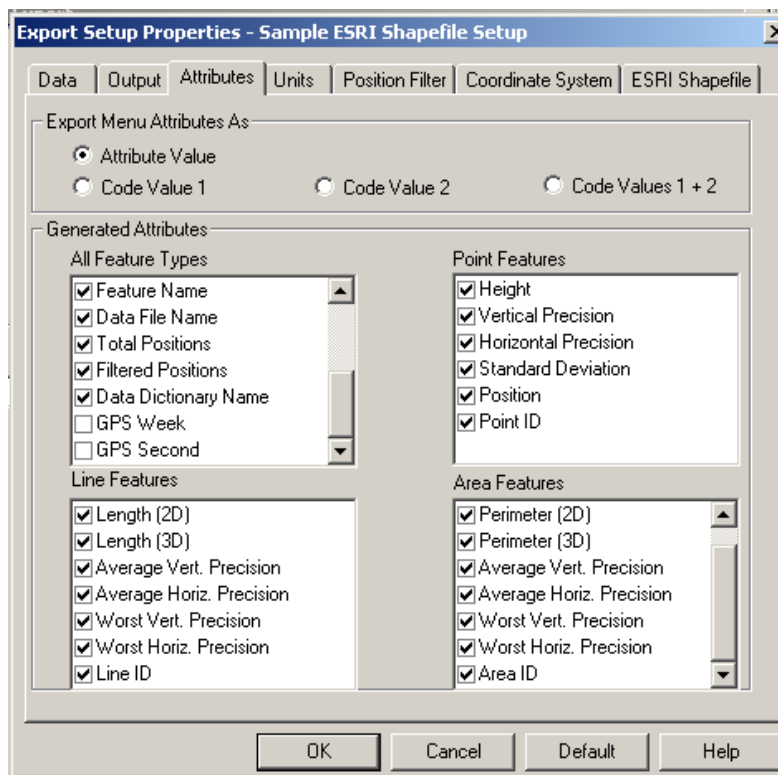 Export Setup Properties - Sample ESRI Shapefile Setup
Data Output Attributes Units Position Filter Coordinate System ESRI Shapefile
Export Menu Attributes As
Attribute Value
Code Value 1 Code Value 2 Code Values 1 + 2
Generated Attributes
All Feature Types
Feature Name
Data File Name
Total Positions
Filtered Positions
Data Dictionary Name
GPS Week
GPS Second
Point Features
Height
Vertical Precision
Horizontal Precision
Standard Deviation
Position
Point ID
Line Features
Length (2D)
Length (3D)
Average Vert. Precision
Average Horiz. Precision
Worst Vert. Precision
Worst Horiz. Precision
Line ID
Area Features
Perimeter (2D)
Perimeter (3D)
Average Vert. Precision
Average Horiz. Precision
Worst Vert. Precision
Worst Horiz. Precision
Area ID
OK Cancel Default Help